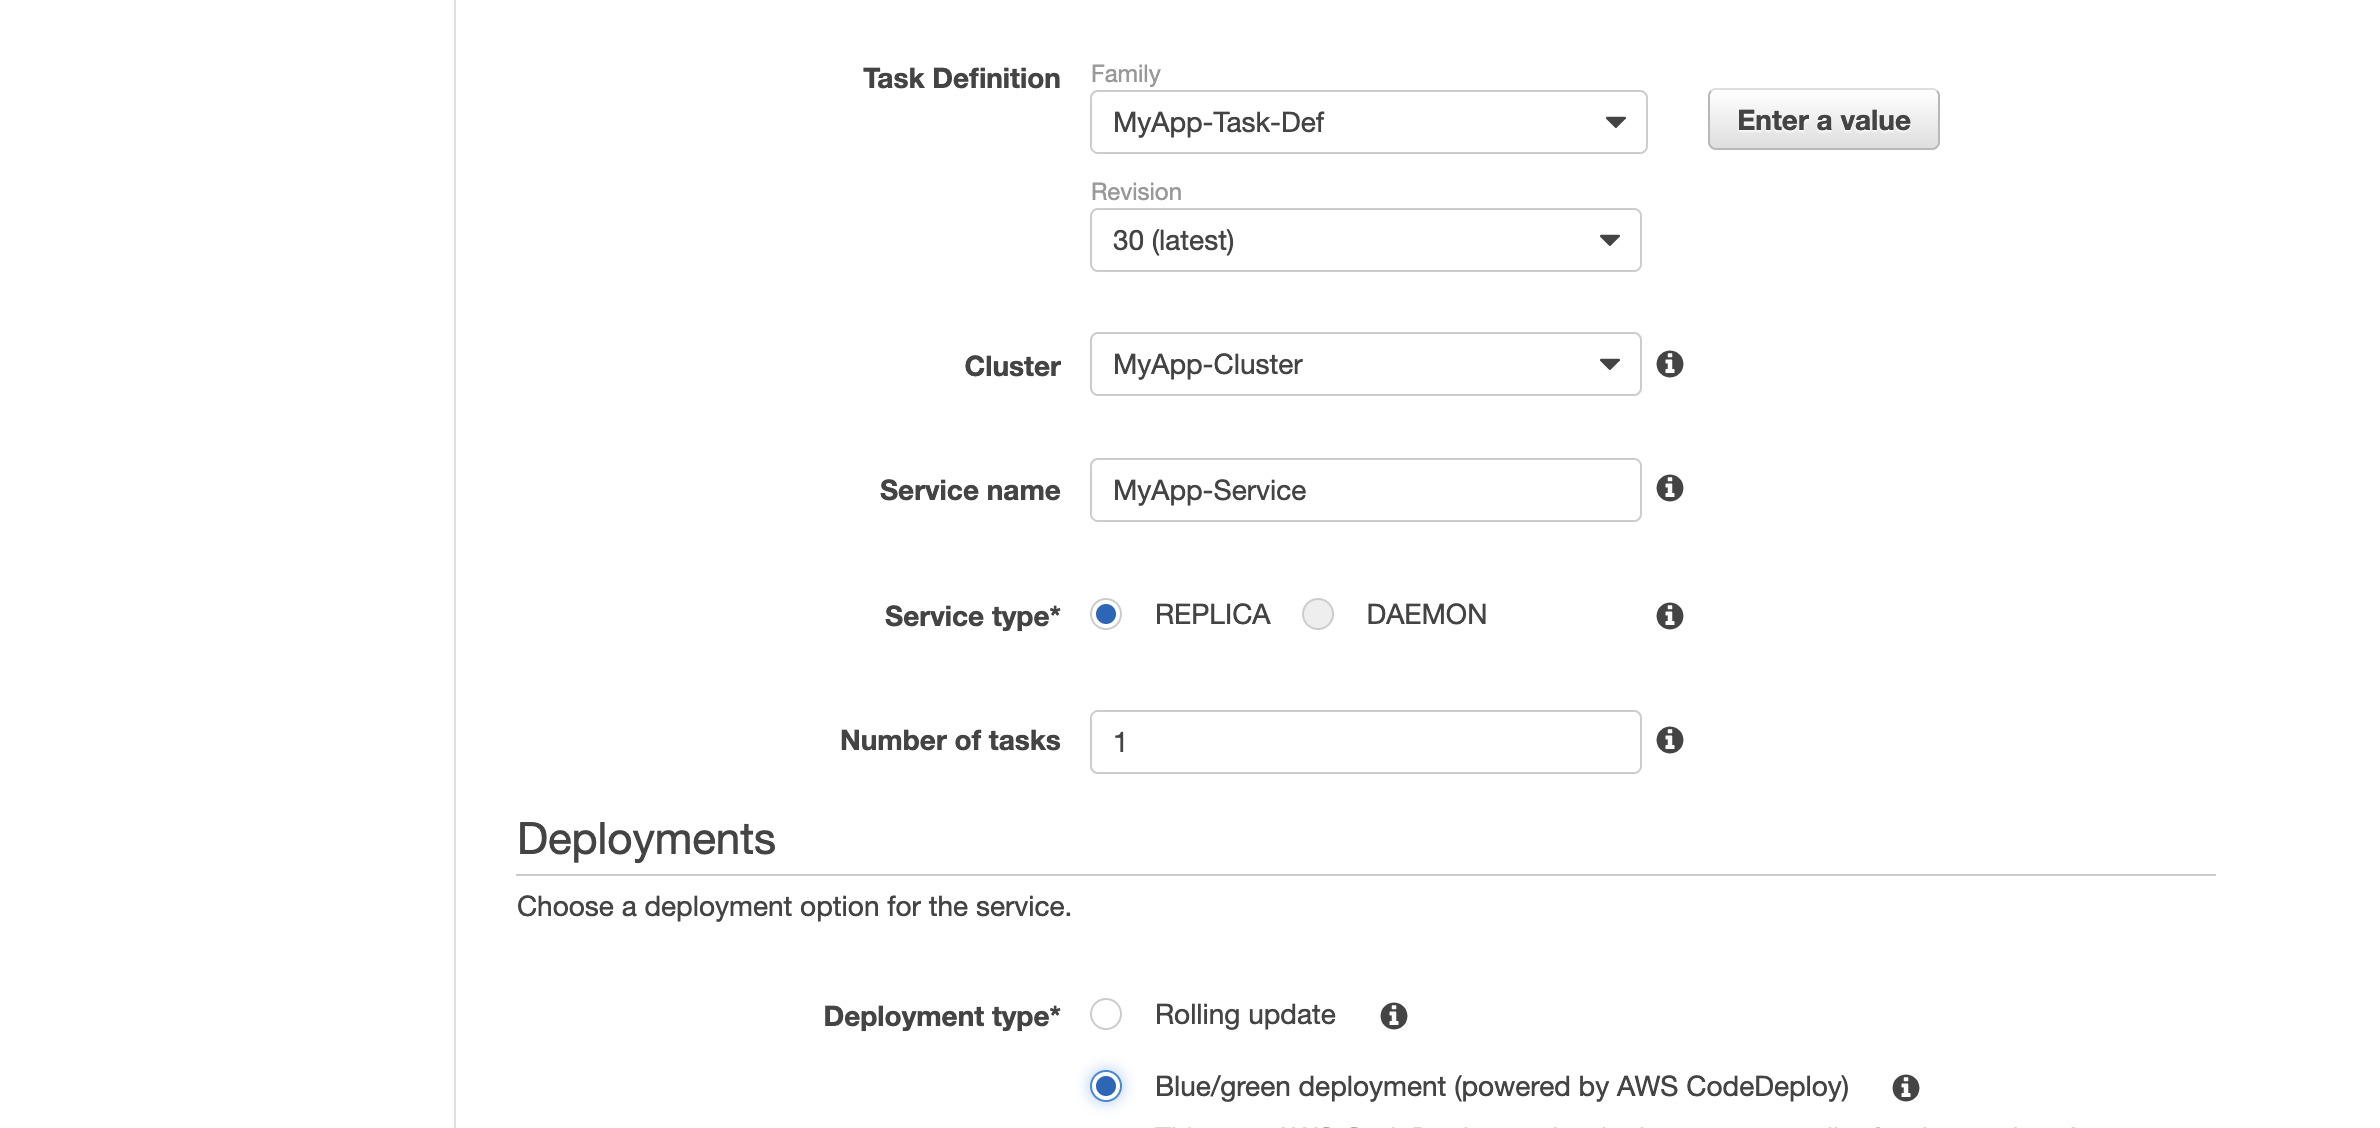 Task Definition
Family
MyApp-Task-Def
Enter a value
Revision
30 (latest)
Cluster
MyApp-Cluster
Service name
MyApp-Service
Service type*
REPLICA
DAEMON
Number of tasks
1
Deployments
Choose a deployment option for the service.
Deployment type*
Rolling update
Blue/green deployment (powered by AWS CodeDeploy)